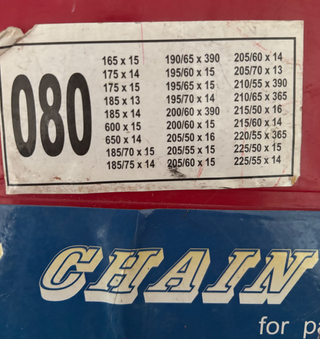 080
165 x 15
175 x 14
175 x 15
185 x 13
185 x 14
600 x 15
650 x 14
185/70 x 15
185/75 x 14
190/65 x 390
195/60 x 15
195/65 x 15
195/70 x 14
200/60 x 390
200/60 x 15
205/50 x 16
205/55 x 15
205/60 x 15
205/60 x 14
205/70 x 13
210/55 x 390
210/65 x 365
215/50 x 16
215/60 x 14
220/55 x 365
225/50 x 15
225/55 x 14
CHAIN
for pa